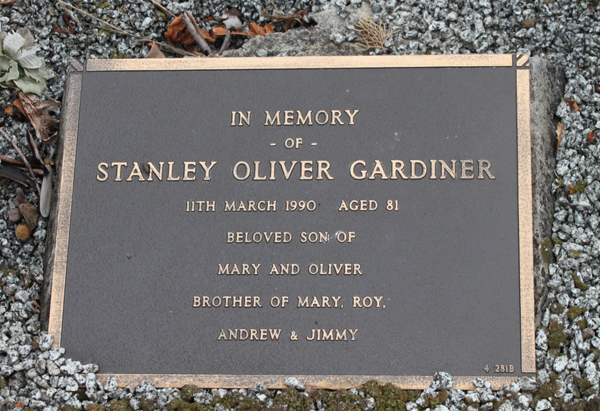 IN MEMORY
- OF -
STANLEY OLIVER GARDINER
11TH MARCH 1990 AGED 81
BELOVED SON OF
MARY AND OLIVER
BROTHER OF MARY, ROY,
ANDREW & JIMMY
4 281B